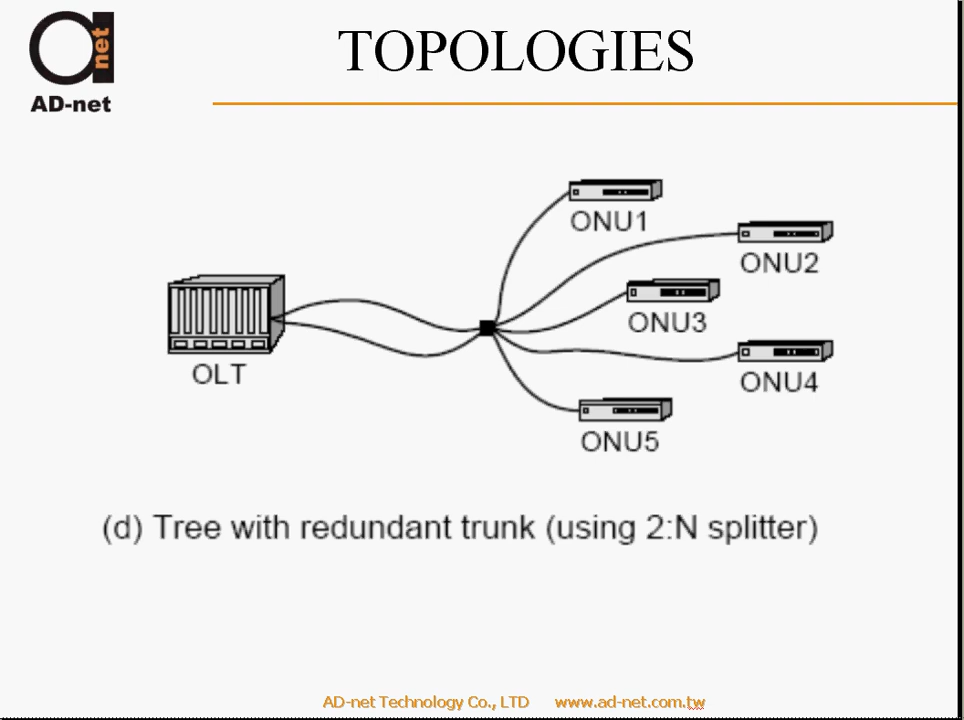 net
AD-net
TOPOLOGIES
ONU1
ONU2
ONU3
ONU4
ONU5
OLT
(d) Tree with redundant trunk (using 2:N splitter)
AD-net Technology Co., LTD www.ad-net.com.tw